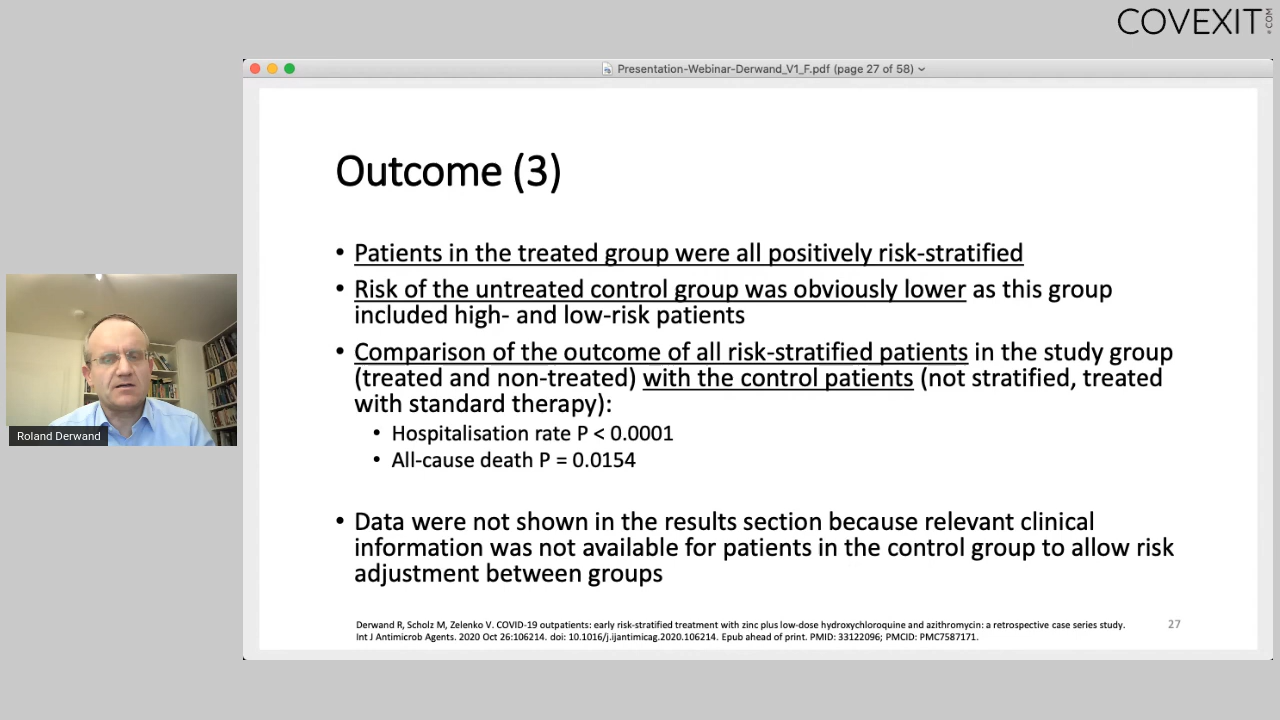 COVEXIT.COM
Presentation-Webinar-Derwand_V1_F.pdf (page 27 of 58)
Outcome (3)
• Patients in the treated group were all positively risk-stratified
• Risk of the untreated control group was obviously lower as this group
included high- and low-risk patients
• Comparison of the outcome of all risk-stratified patients in the study group
(treated and non-treated) with the control patients (not stratified, treated
with standard therapy):
• Hospitalisation rate P < 0.0001
• All-cause death P = 0.0154
• Data were not shown in the results section because relevant clinical
information was not available for patients in the control group to allow risk
adjustment between groups
Derwand R, Scholz M, Zelenko V. COVID-19 outpatients: early risk-stratified treatment with zinc plus low-dose hydroxychloroquine and azithromycin: a retrospective case series study.
Int J Antimicrob Agents. 2020 Oct 26:106214. doi: 10.1016/j.ijantimicag.2020.106214. Epub ahead of print. PMID: 33122096; PMCID: PMC7587171.
27
Roland Derwand